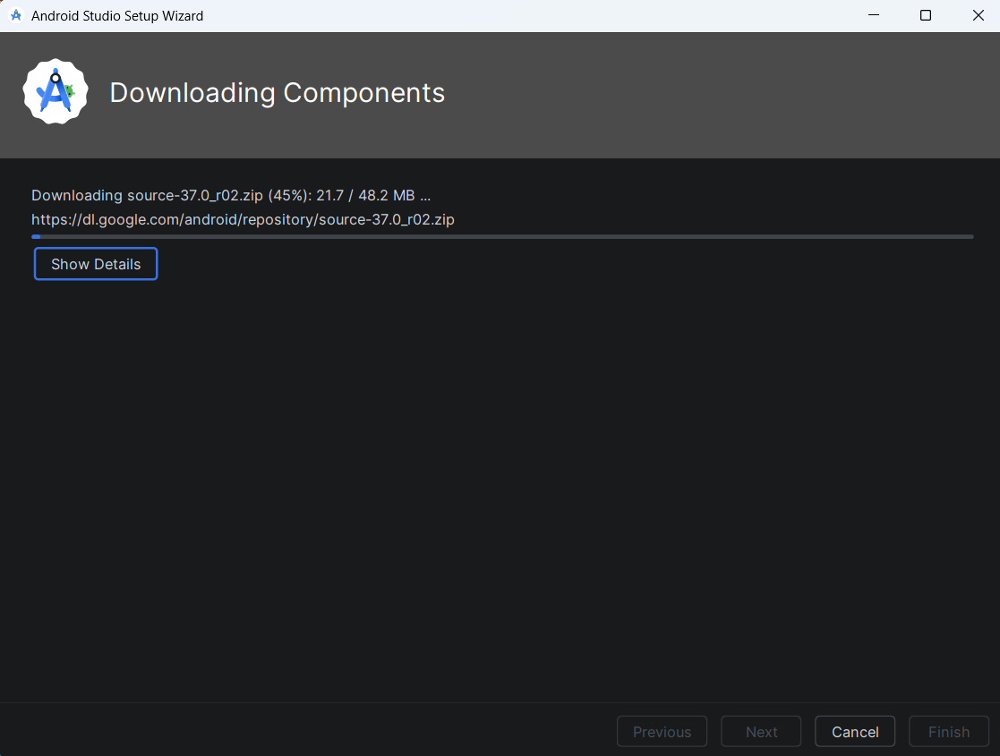 Android Studio Setup Wizard
Downloading Components
Downloading source-37.0_r02.zip (45%): 21.7 / 48.2 MB ...
https://dl.google.com/android/repository/source-37.0_r02.zip
Show Details
Previous Next Cancel Finish